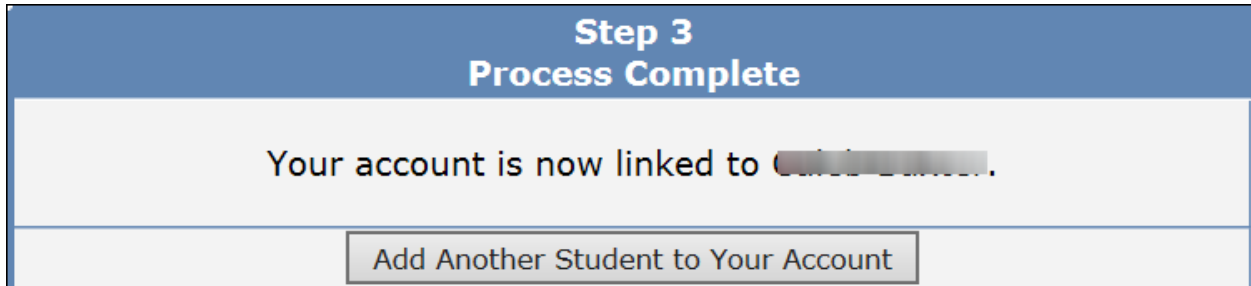 Step 3
Process Complete
Your account is now linked to
Add Another Student to Your Account